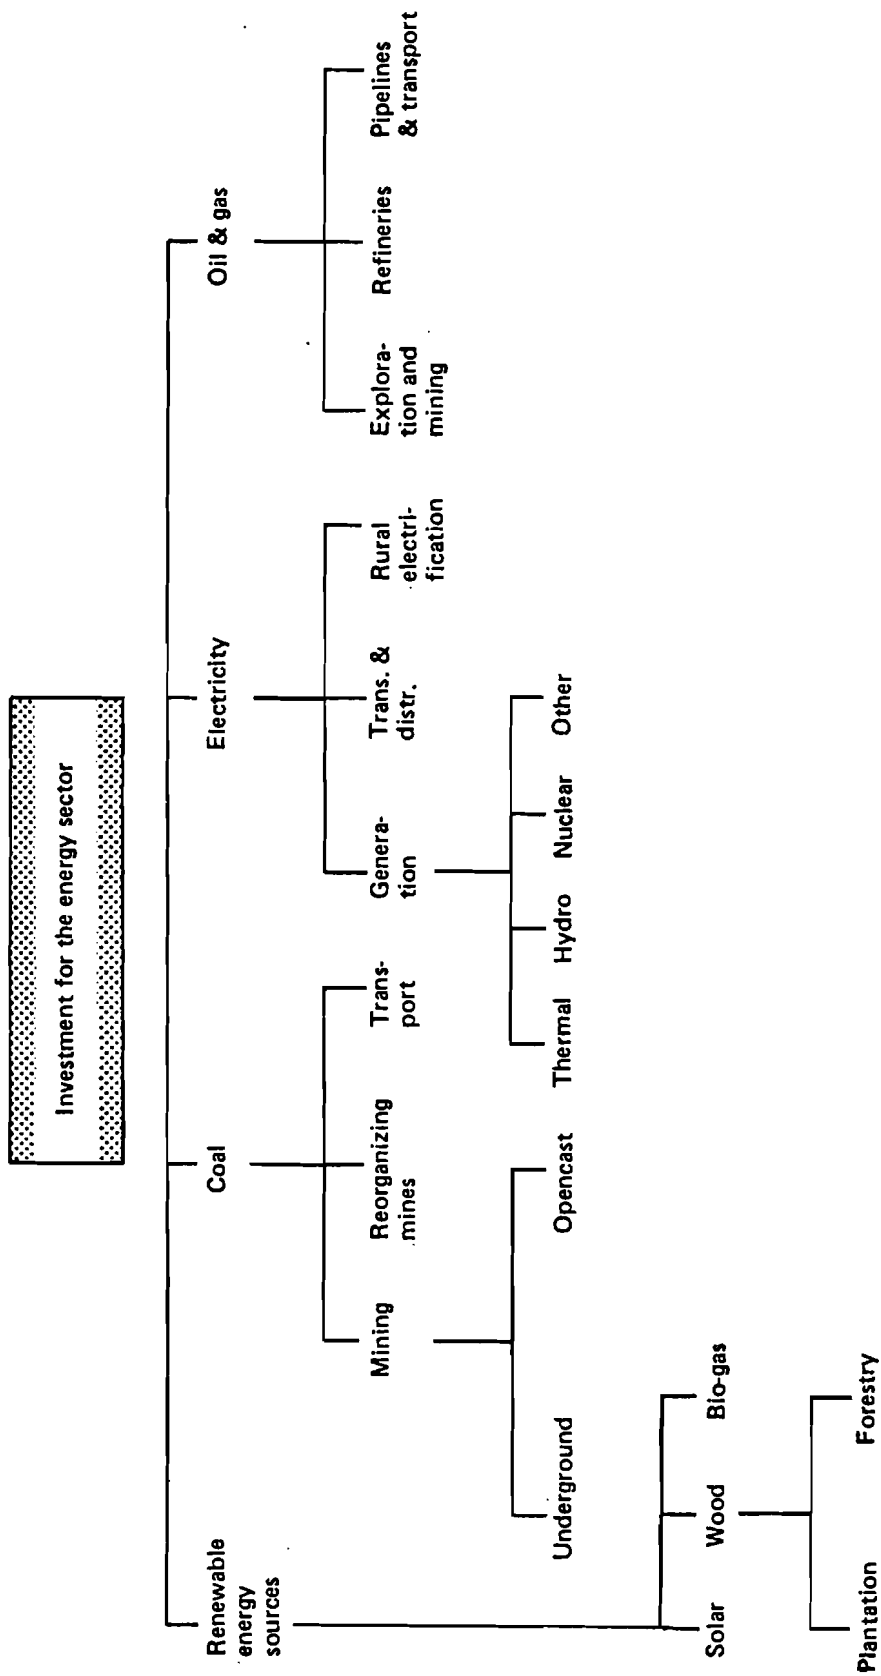 Investment for the energy sector
Renewable
energy
sources
Coal
Electricity
Oil & gas
Mining
Reorganizing
mines
Trans-
port
Genera-
tion
Trans. &
distr.
Rural
electri-
fication
Explora-
tion and
mining
Refineries
Pipelines
& transport
Underground
Opencast
Thermal
Hydro
Nuclear
Other
Solar
Wood
Bio-gas
Plantation
Forestry